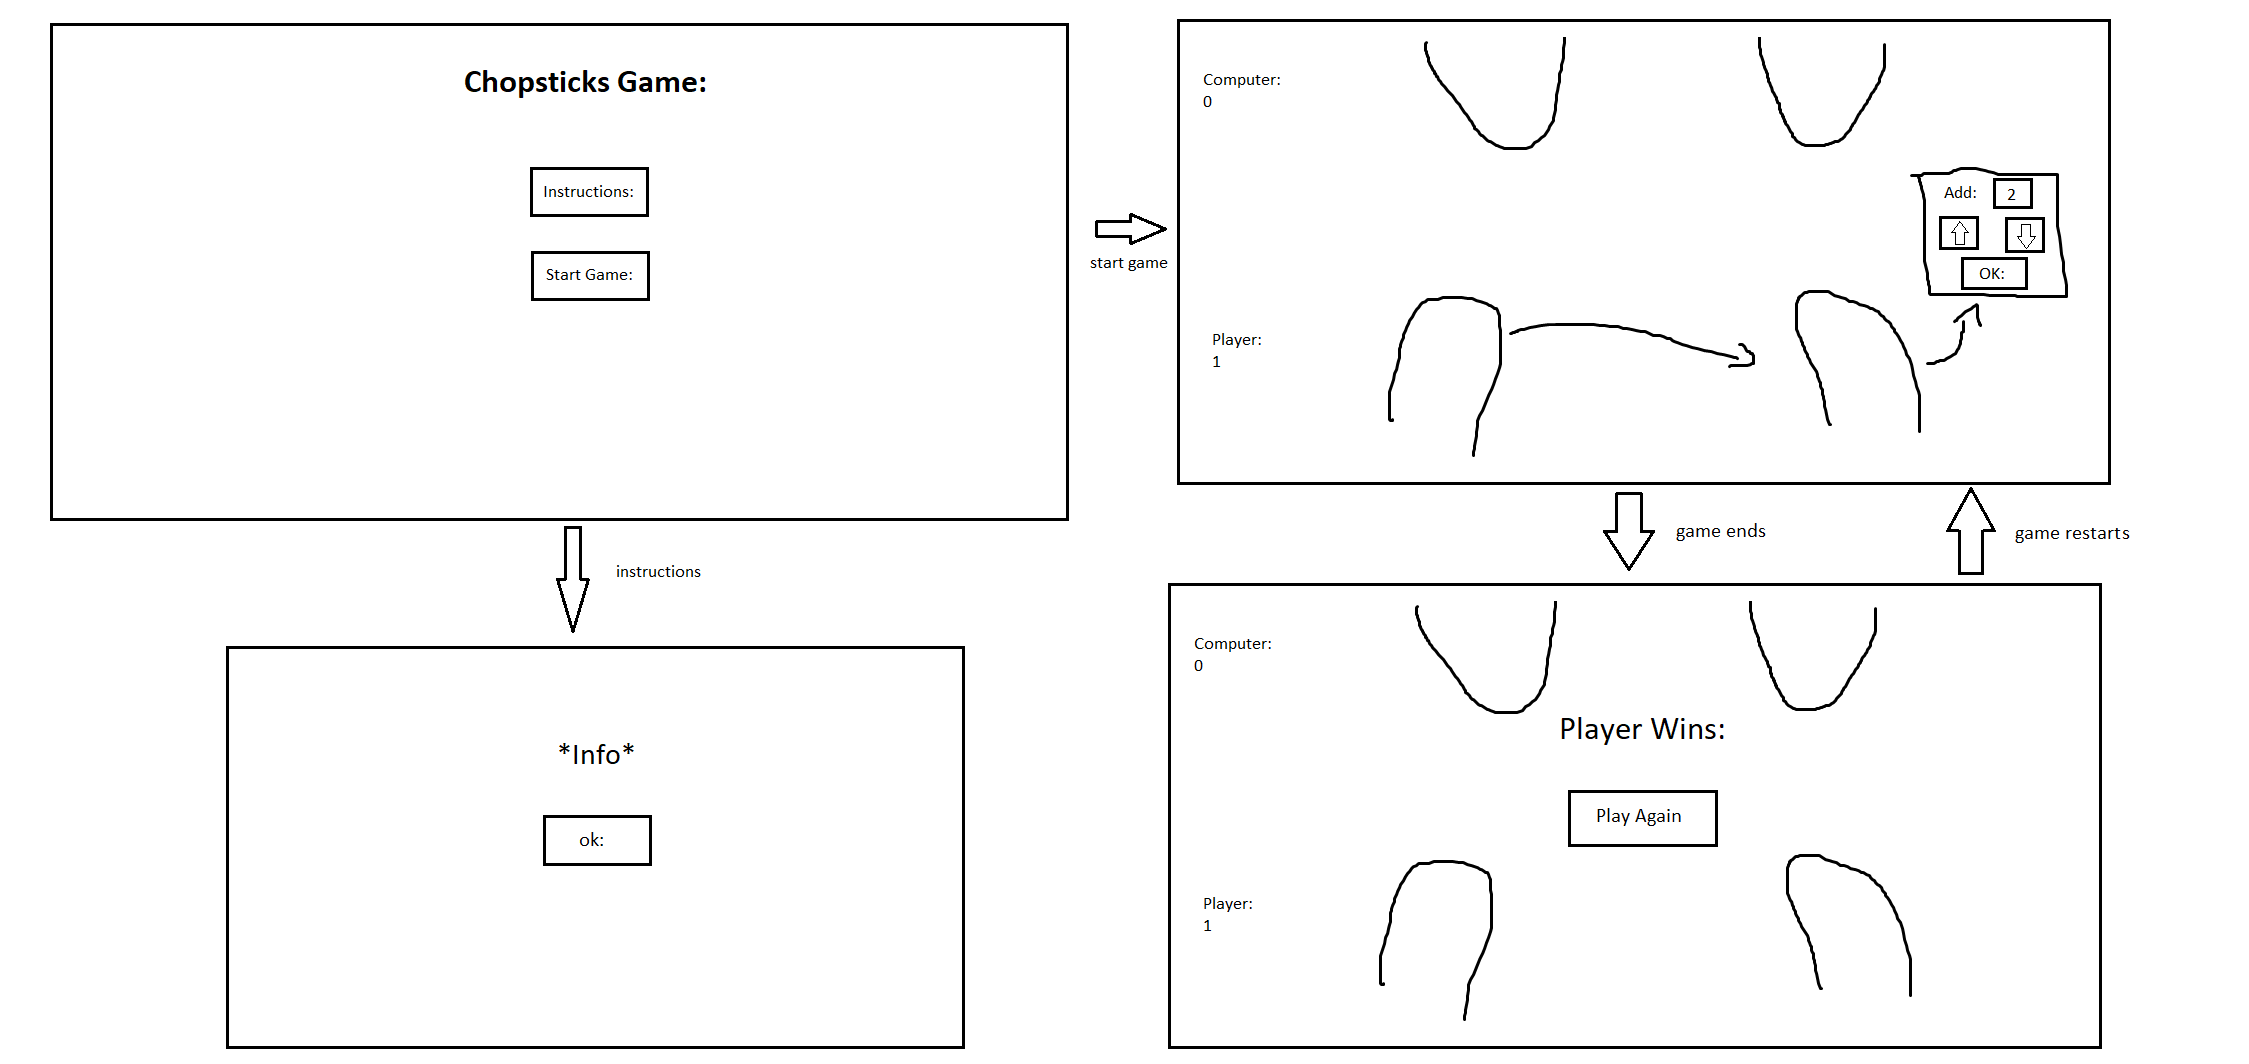 Chopsticks Game:
Instructions:
Start Game:
instructions
*Info*
ok:
start game
Computer:
0
Add: 2
OK:
Player:
1
game ends
game restarts
Computer:
0
Player Wins:
Play Again
Player:
1